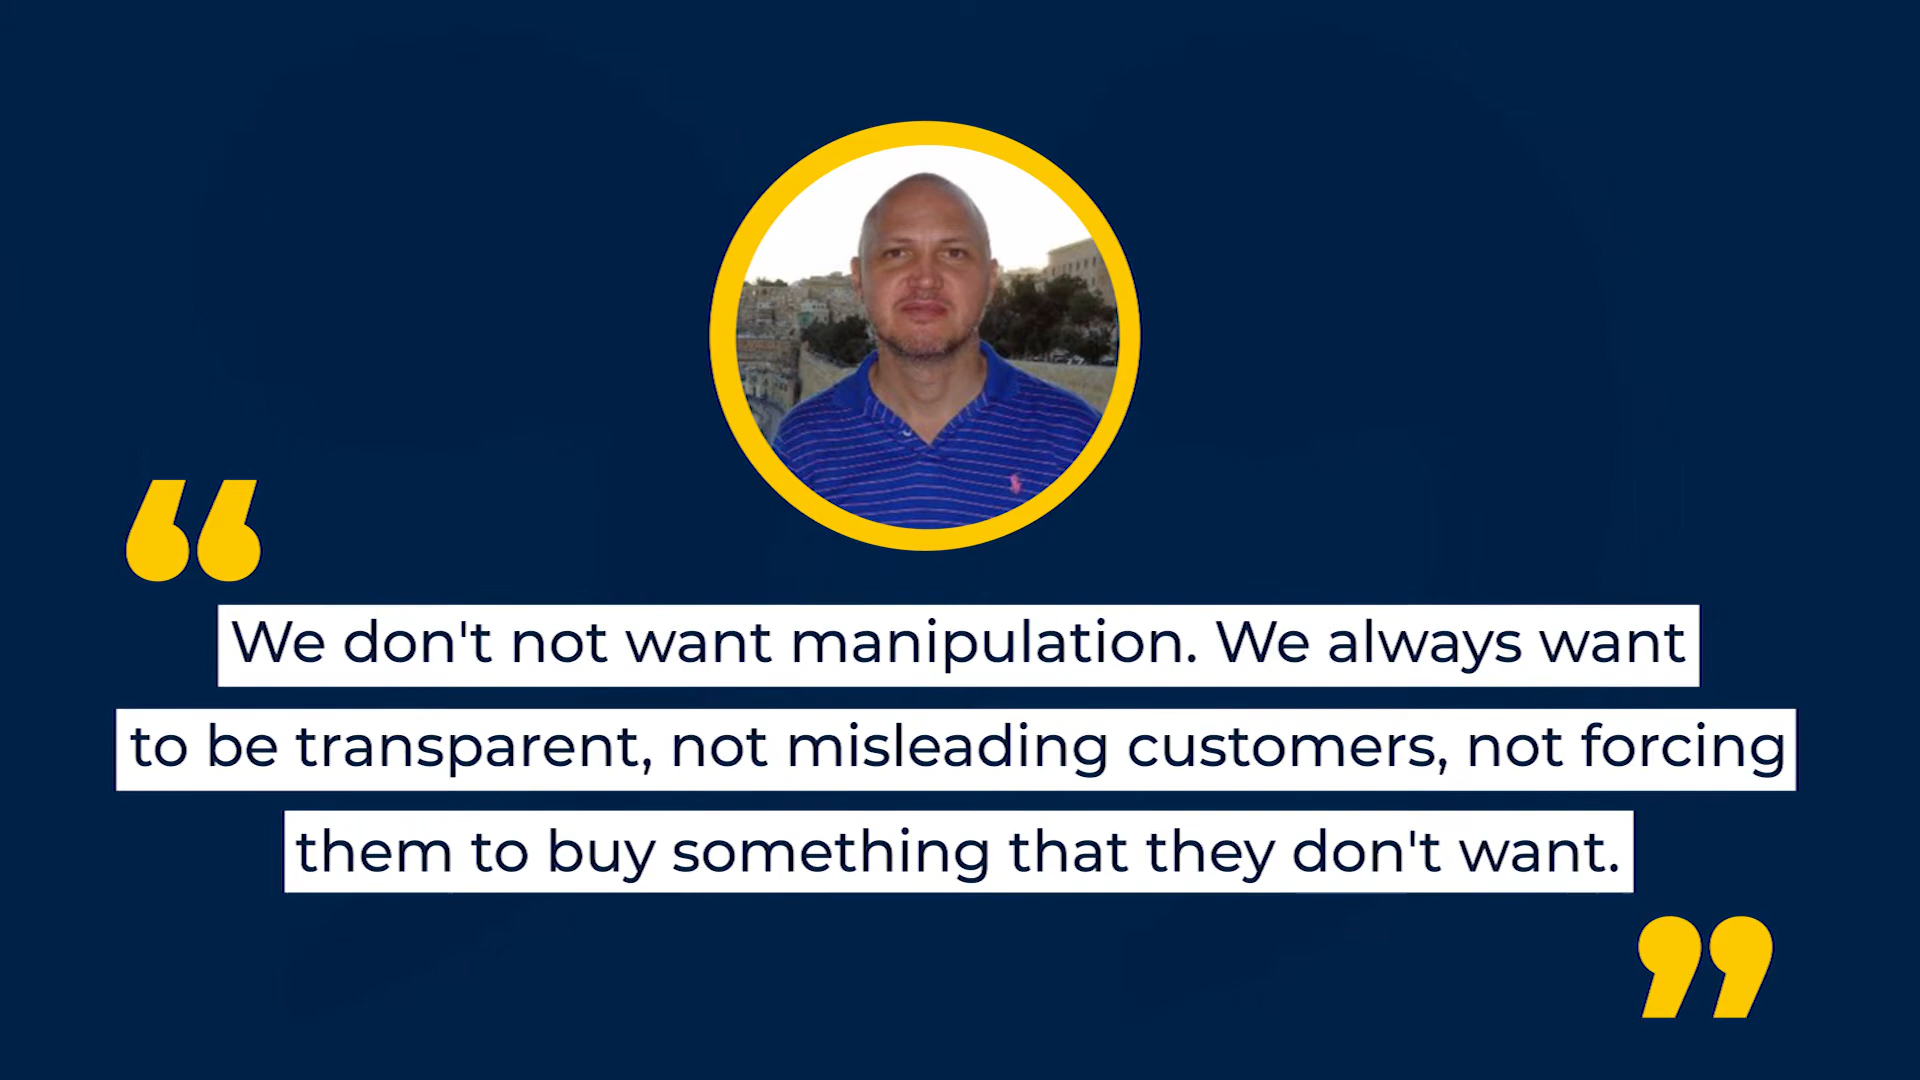 “
We don't not want manipulation. We always want
to be transparent, not misleading customers, not forcing
them to buy something that they don't want.
”